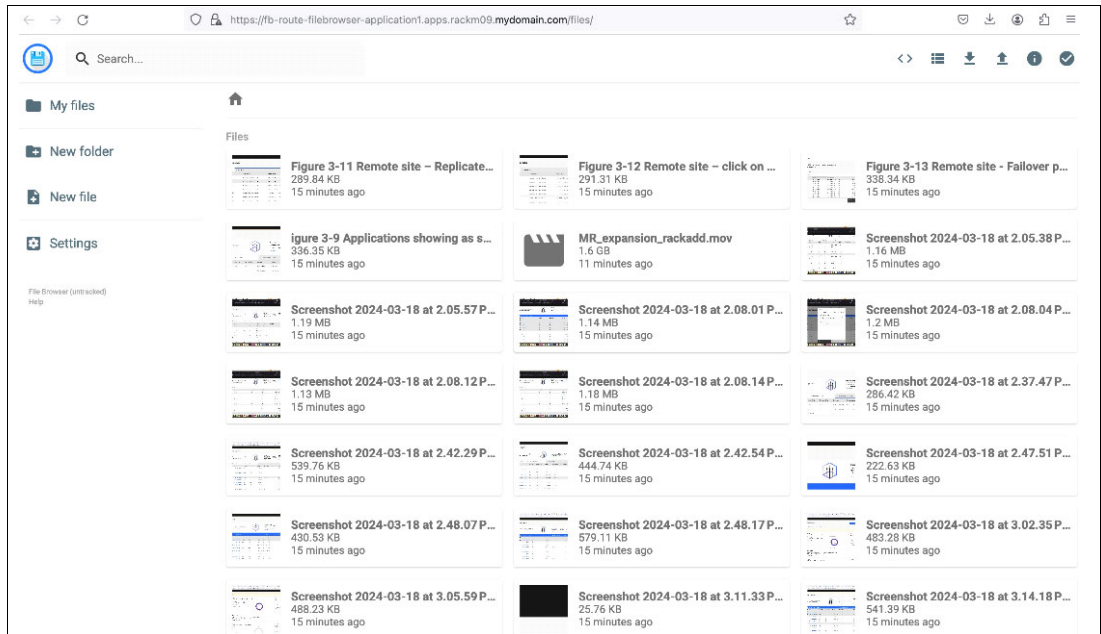 https://fb-route-filebrowser-application1.apps.rackm09.mydomain.com/files/
Search...
My files
New folder
New file
Settings
File Browser (untracked)
Help
Files
Figure 3-11 Remote site – Replicate...
289.84 KB
15 minutes ago
Figure 3-12 Remote site – click on ...
291.31 KB
15 minutes ago
Figure 3-13 Remote site - Failover p...
338.34 KB
15 minutes ago
igure 3-9 Applications showing as s...
336.35 KB
15 minutes ago
MR_expansion_rackadd.mov
1.6 GB
11 minutes ago
Screenshot 2024-03-18 at 2.05.38 P...
1.16 MB
15 minutes ago
Screenshot 2024-03-18 at 2.05.57 P...
1.19 MB
15 minutes ago
Screenshot 2024-03-18 at 2.08.01 P...
1.14 MB
15 minutes ago
Screenshot 2024-03-18 at 2.08.04 P...
1.2 MB
15 minutes ago
Screenshot 2024-03-18 at 2.08.12 P...
1.13 MB
15 minutes ago
Screenshot 2024-03-18 at 2.08.14 P...
1.18 MB
15 minutes ago
Screenshot 2024-03-18 at 2.37.47 P...
286.42 KB
15 minutes ago
Screenshot 2024-03-18 at 2.42.29 P...
539.76 KB
15 minutes ago
Screenshot 2024-03-18 at 2.42.54 P...
444.74 KB
15 minutes ago
Screenshot 2024-03-18 at 2.47.51 P...
222.63 KB
15 minutes ago
Screenshot 2024-03-18 at 2.48.07 P...
430.53 KB
15 minutes ago
Screenshot 2024-03-18 at 2.48.17 P...
579.11 KB
15 minutes ago
Screenshot 2024-03-18 at 3.02.35 P...
483.28 KB
15 minutes ago
Screenshot 2024-03-18 at 3.05.59 P...
488.23 KB
15 minutes ago
Screenshot 2024-03-18 at 3.11.33 P...
25.76 KB
15 minutes ago
Screenshot 2024-03-18 at 3.14.18 P...
541.39 KB
15 minutes ago